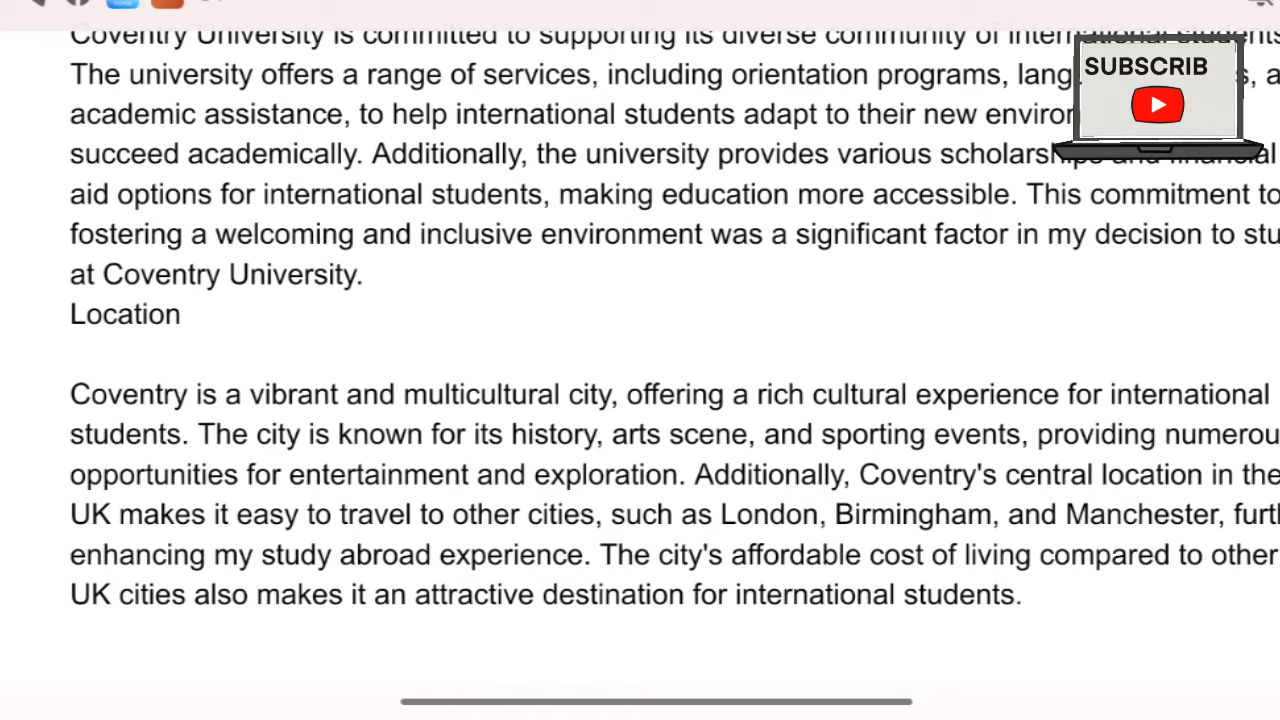 Coventry University is committed to supporting its diverse community of
The university offers a range of services, including orientation programs,
academic assistance, to help international students adapt to their new
succeed academically. Additionally, the university provides various and financial
aid options for international students, making education more accessible. This commitment to
fostering a welcoming and inclusive environment was a significant factor in my decision to
at Coventry University.
Location
Coventry is a vibrant and multicultural city, offering a rich cultural experience for international
students. The city is known for its history, arts scene, and sporting events, providing
opportunities for entertainment and exploration. Additionally, Coventry's central location in the
UK makes it easy to travel to other cities, such as London, Birmingham, and Manchester,
enhancing my study abroad experience. The city's affordable cost of living compared to other
UK cities also makes it an attractive destination for international students.
SUBSCRIB